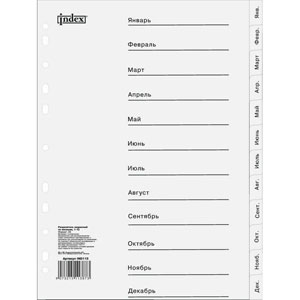 index
Январь
Февраль
Март
Апрель
Май
Июнь
Июль
Август
Сентябрь
Октябрь
Ноябрь
Декабрь
Янв.
Февр.
Март
Апр.
Май
Июнь
Июль
Авг.
Сент.
Окт.
Нояб.
Дек.